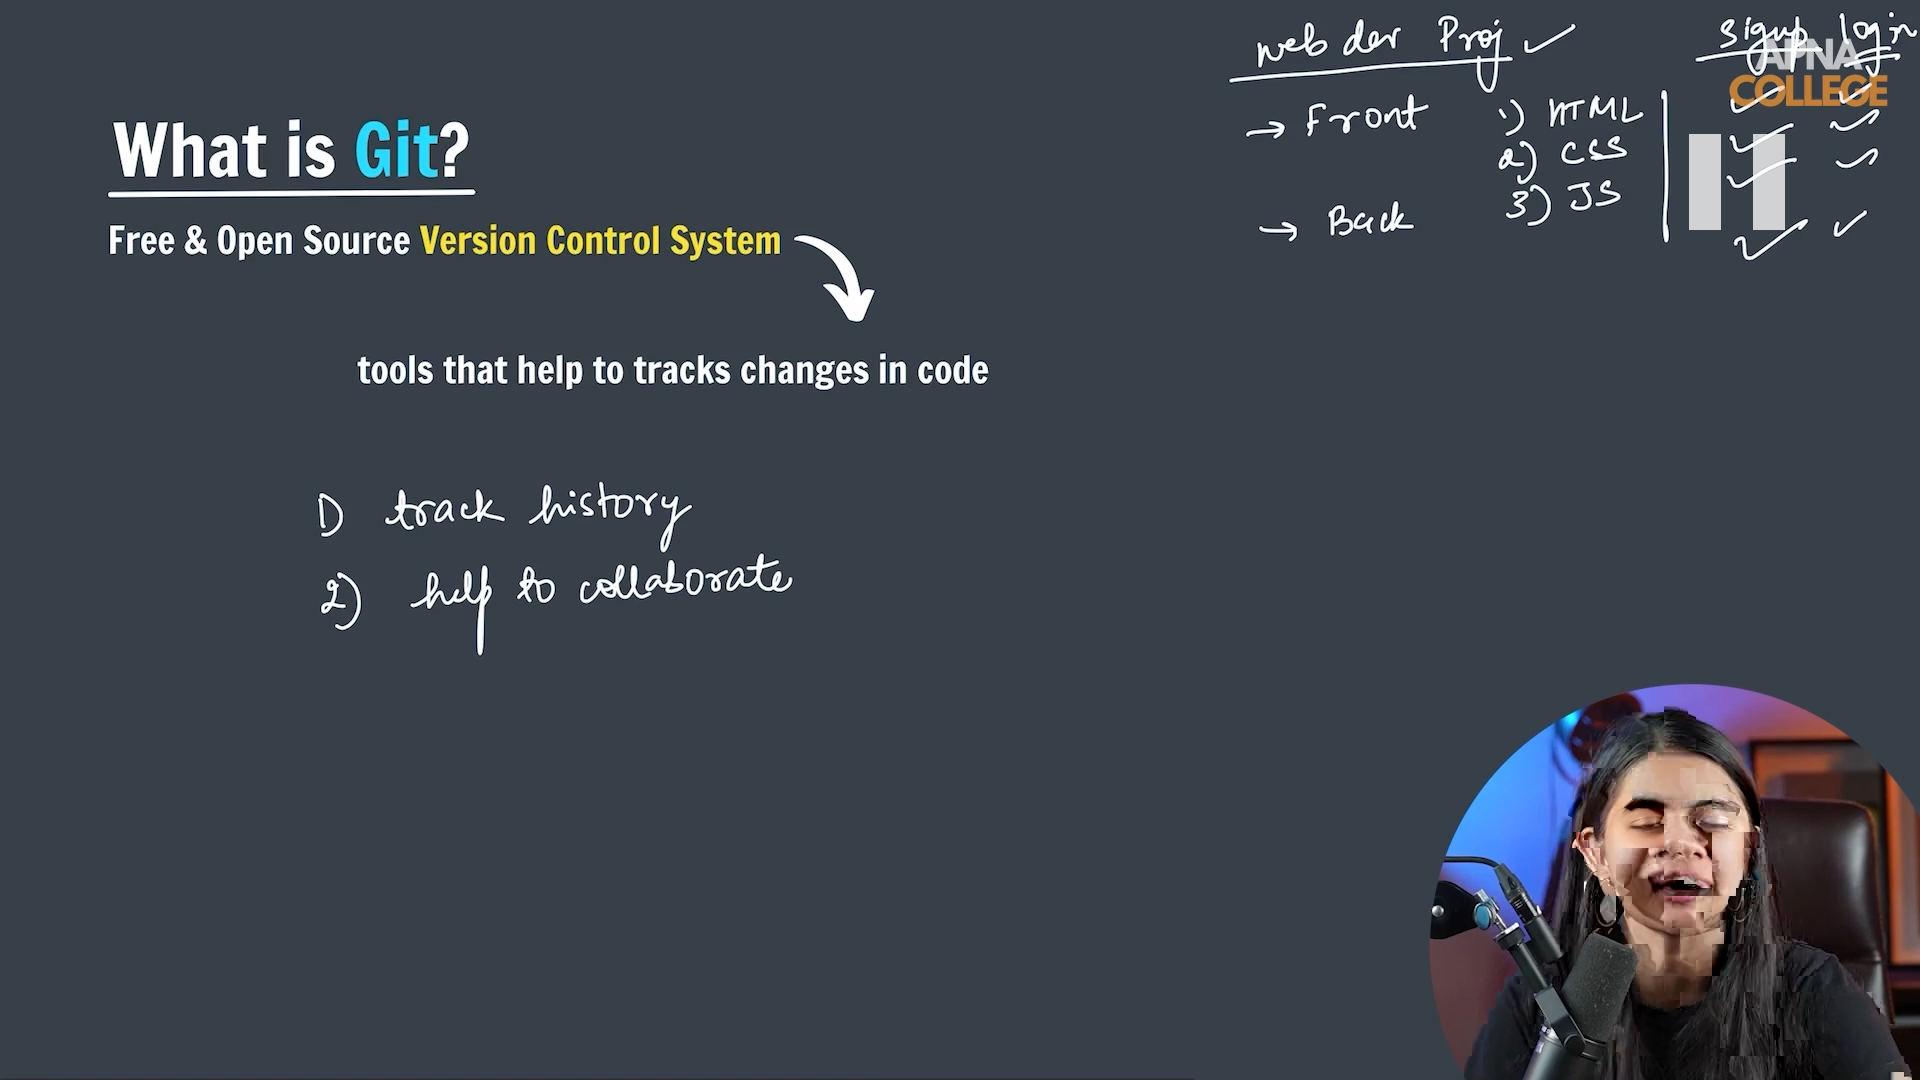 What is Git?
Free & Open Source Version Control System
tools that help to tracks changes in code
1) track history
2) help to collaborate
web dev Proj
signup login
→ Front
1) HTML
2) CSS
3) JS
→ Back
APNA
COLLEGE